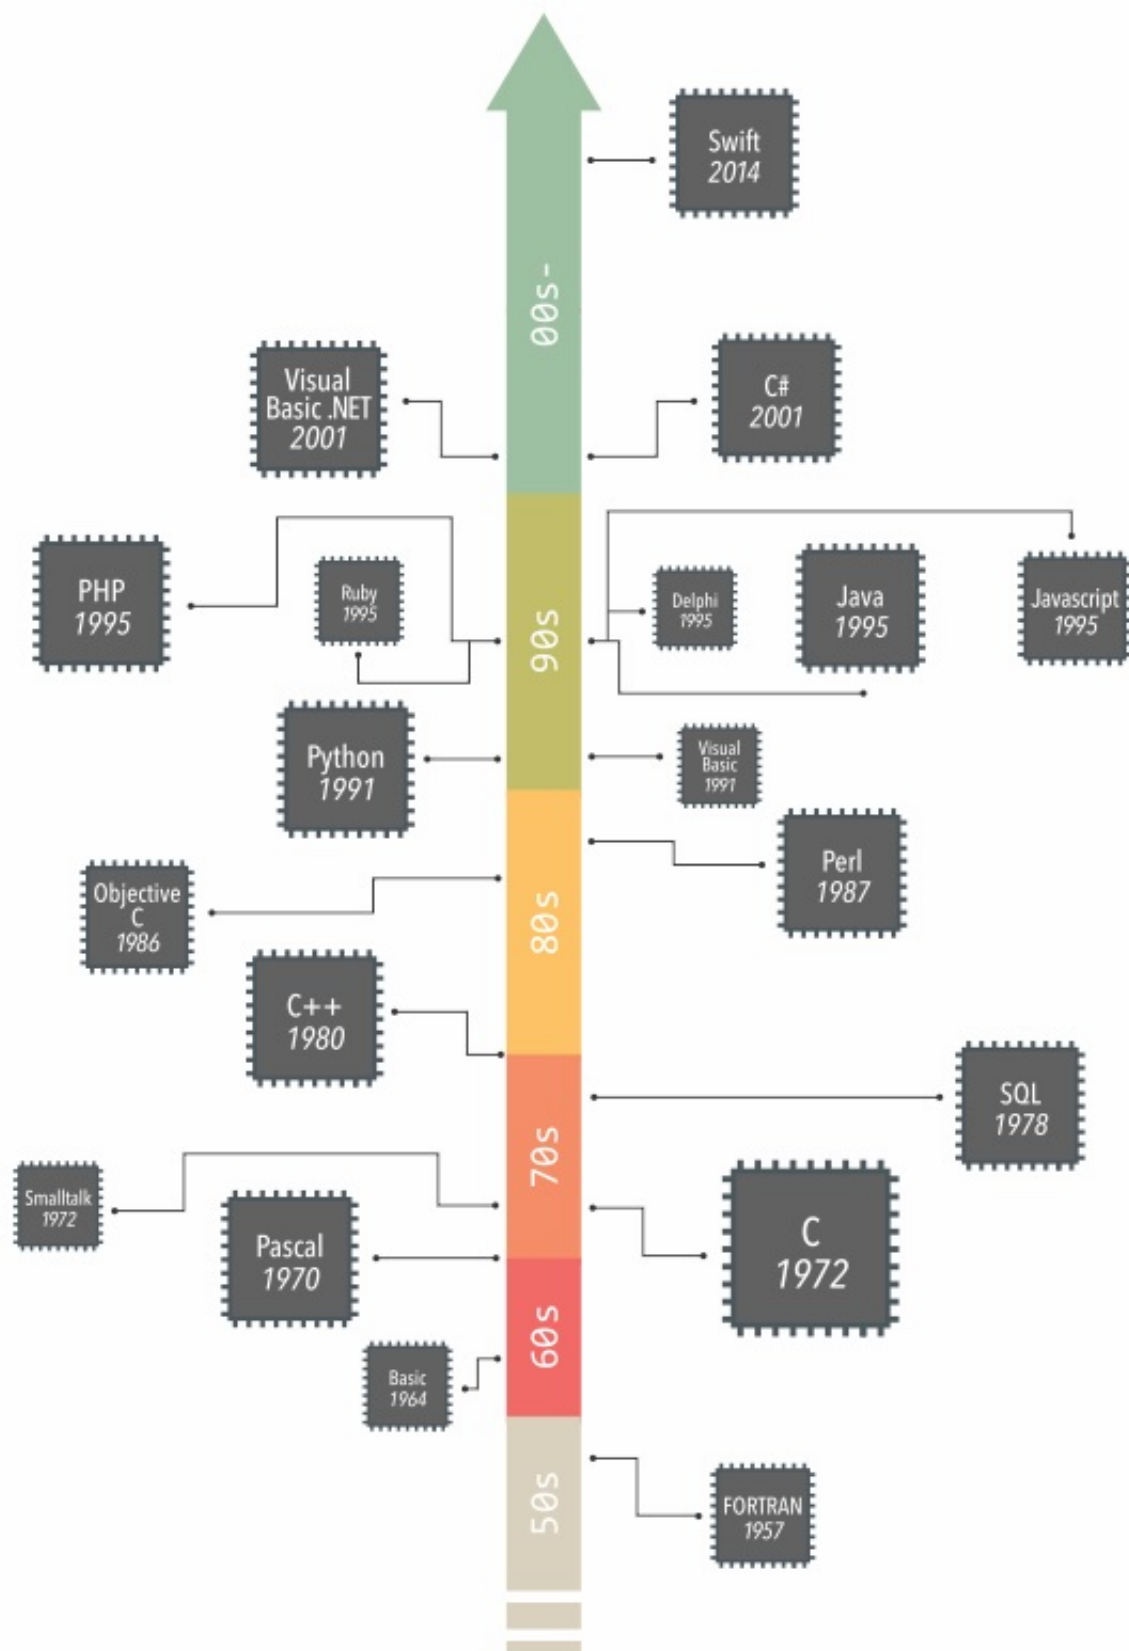 Swift
2014
00s-
Visual
Basic .NET
2001
C#
2001
PHP
1995
Ruby
1995
90s
Delphi
1995
Java
1995
Javascript
1995
Python
1991
Visual
Basic
1991
Objective
C
1986
80s
Perl
1987
C++
1980
SQL
1978
Smalltalk
1972
Pascal
1970
70s
C
1972
Basic
1964
60s
50s
FORTRAN
1957